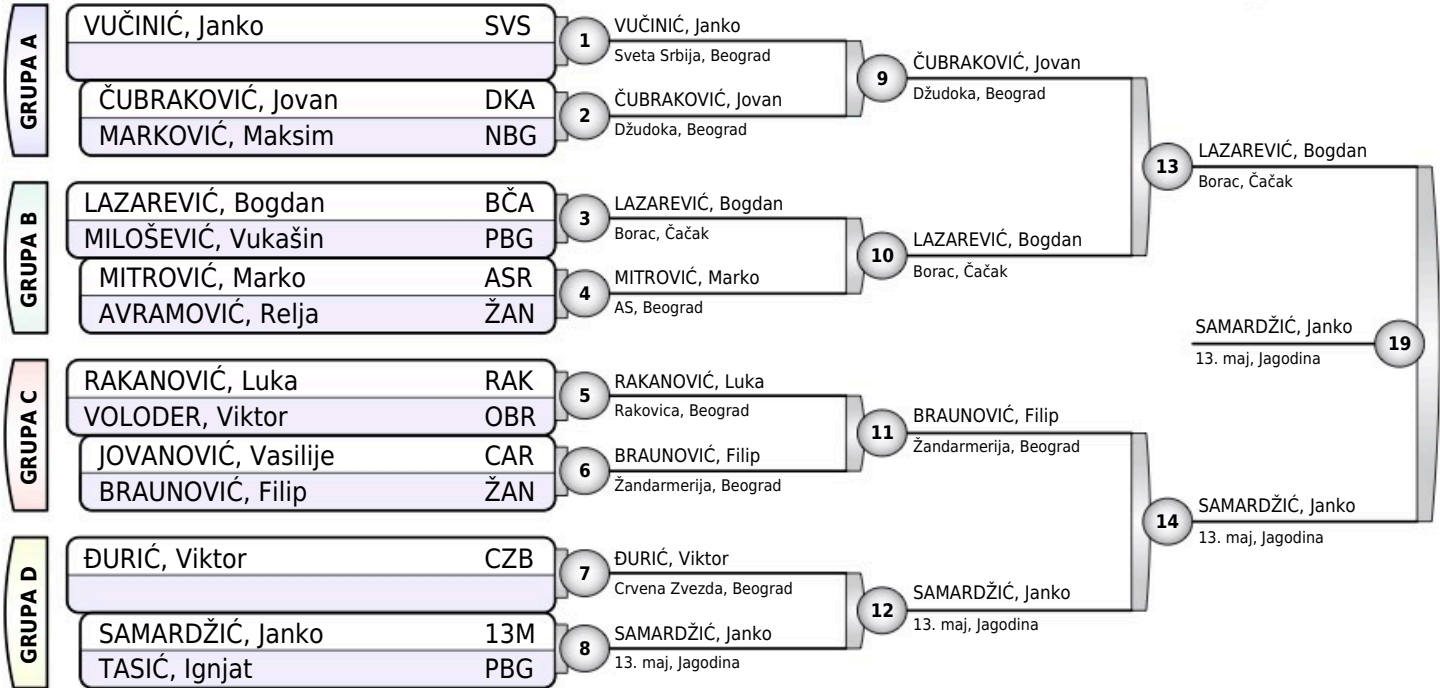 GRUPA A
VUČINIĆ, Janko SVS
ČUBRAKOVIĆ, Jovan DKA
MARKOVIĆ, Maksim NBG
GRUPA B
LAZAREVIĆ, Bogdan BČA
MILOŠEVIĆ, Vukašin PBG
MITROVIĆ, Marko ASR
AVRAMOVIĆ, Relja ŽAN
GRUPA C
RAKANOVIĆ, Luka RAK
VOLODER, Viktor OBR
JOVANOVIĆ, Vasilije CAR
BRAUNOVIĆ, Filip ŽAN
GRUPA D
ĐURIĆ, Viktor CZB
SAMARDŽIĆ, Janko 13M
TASIĆ, Ignjat PBG
1
VUČINIĆ, Janko
Sveta Srbija, Beograd
2
ČUBRAKOVIĆ, Jovan
Džudoka, Beograd
3
LAZAREVIĆ, Bogdan
Borac, Čačak
4
MITROVIĆ, Marko
AS, Beograd
5
RAKANOVIĆ, Luka
Rakovica, Beograd
6
BRAUNOVIĆ, Filip
Žandarmerija, Beograd
7
ĐURIĆ, Viktor
Crvena Zvezda, Beograd
8
SAMARDŽIĆ, Janko
13. maj, Jagodina
9
ČUBRAKOVIĆ, Jovan
Džudoka, Beograd
10
LAZAREVIĆ, Bogdan
Borac, Čačak
11
BRAUNOVIĆ, Filip
Žandarmerija, Beograd
12
SAMARDŽIĆ, Janko
13. maj, Jagodina
13
LAZAREVIĆ, Bogdan
Borac, Čačak
14
SAMARDŽIĆ, Janko
13. maj, Jagodina
SAMARDŽIĆ, Janko
13. maj, Jagodina
19